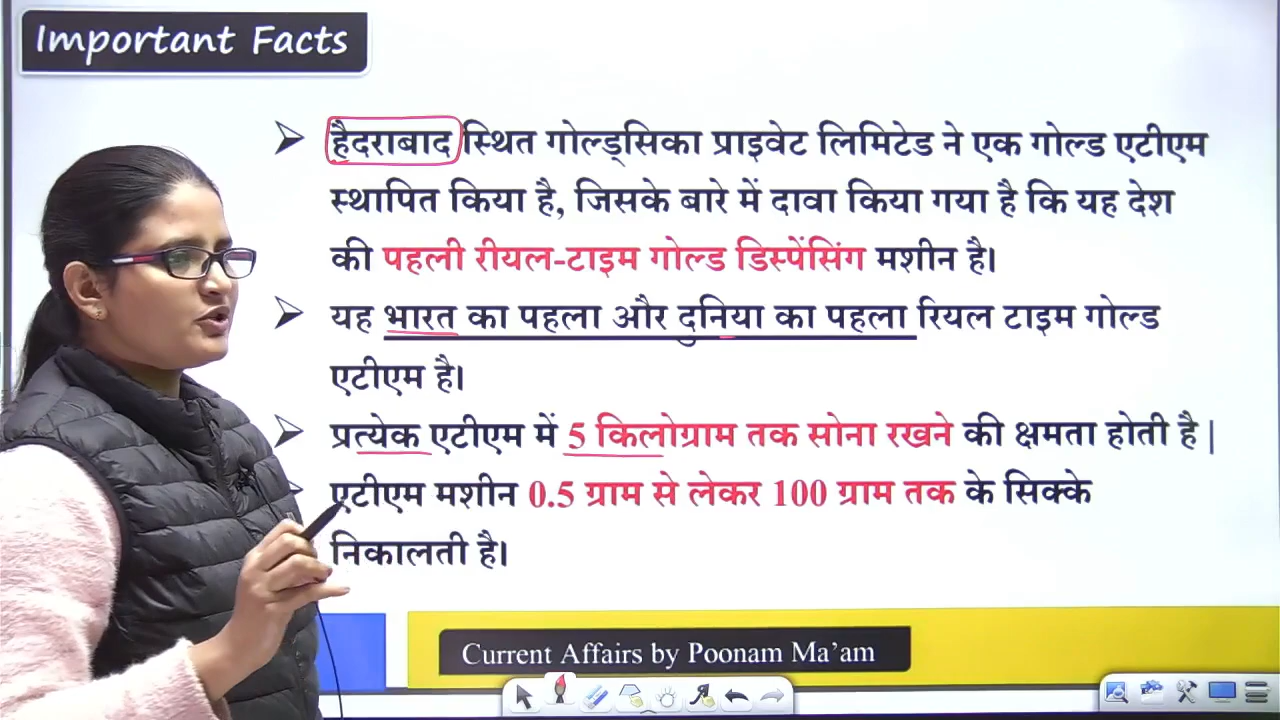 Important Facts
हैदराबाद स्थित गोल्ड्सिका प्राइवेट लिमिटेड ने एक गोल्ड एटीएम
स्थापित किया है, जिसके बारे में दावा किया गया है कि यह देश
की पहली रीयल-टाइम गोल्ड डिस्पेंसिंग मशीन है।
यह भारत का पहला और दुनिया का पहला रियल टाइम गोल्ड
एटीएम है।
प्रत्येक एटीएम में 5 किलोग्राम तक सोना रखने की क्षमता होती है |
एटीएम मशीन 0.5 ग्राम से लेकर 100 ग्राम तक के सिक्के
निकालती है।
Current Affairs by Poonam Ma’am